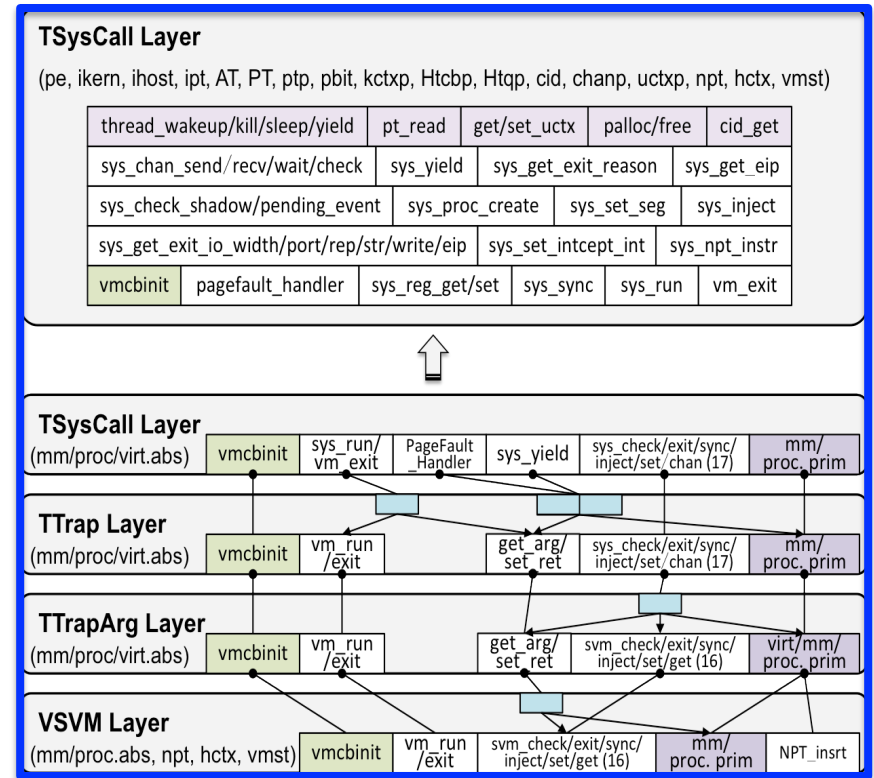 TSysCall Layer
(pe, ikern, ihost, ipt, AT, PT, ptp, pbit, kctxp, Htcbp, Htqp, cid, chanp, uctxp, npt, hctx, vmst)
thread_wakeup/kill/sleep/yield pt_read get/set_uctx palloc/free cid_get
sys_chan_send/recv/wait/check sys_yield sys_get_exit_reason sys_get_eip
sys_check_shadow/pending_event sys_proc_create sys_set_seg sys_inject
sys_get_exit_io_width/port/rep/str/write/eip sys_set_intcept_int sys_npt_instr
vmcbinit pagefault_handler sys_reg_get/set sys_sync sys_run vm_exit
TSysCall Layer
(mm/proc/virt.abs)
vmcbinit
sys_run/
vm_exit
PageFault
_Handler
sys_yield
sys_check/exit/sync/
inject/set/chan (17)
mm/
proc. prim
TTrap Layer
(mm/proc/virt.abs)
vmcbinit
vm_run
/exit
get_arg/
set_ret
sys_check/exit/sync/
inject/set/chan (17)
mm/
proc. prim
TTrapArg Layer
(mm/proc/virt.abs)
vmcbinit
vm_run
/exit
get_arg/
set_ret
svm_check/exit/sync/
inject/set/get (16)
virt/mm/
proc. prim
VSVM Layer
(mm/proc.abs, npt, hctx, vmst)
vmcbinit
vm_run
/exit
svm_check/exit/sync/
inject/set/get (16)
mm/
proc. prim
NPT_insrt